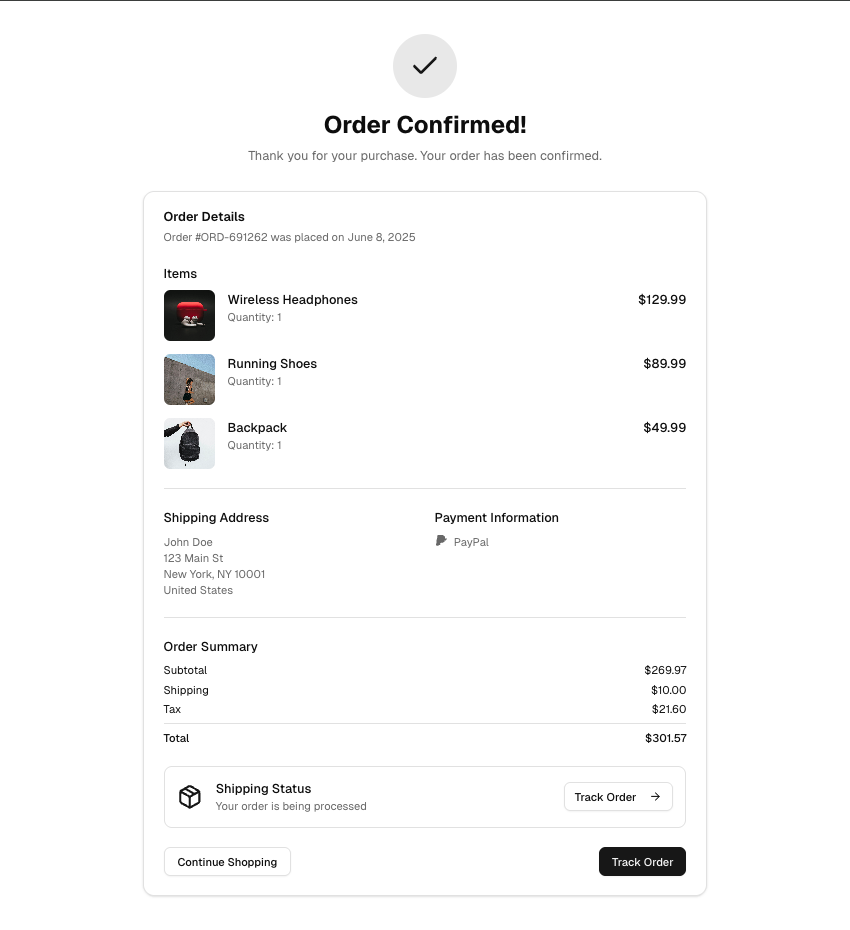 Order Confirmed!
Thank you for your purchase. Your order has been confirmed.
Order Details
Order #ORD-691262 was placed on June 8, 2025
Items
Wireless Headphones $129.99
Quantity: 1
Running Shoes $89.99
Quantity: 1
Backpack $49.99
Quantity: 1
Shipping Address
John Doe
123 Main St
New York, NY 10001
United States
Payment Information
PayPal
Order Summary
Subtotal $269.97
Shipping $10.00
Tax $21.60
Total $301.57
Shipping Status
Your order is being processed
Track Order
Continue Shopping
Track Order